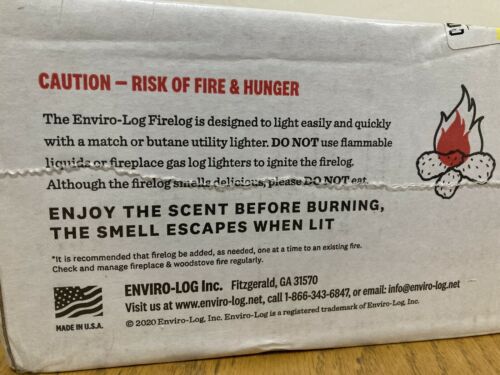 CAUTION – RISK OF FIRE & HUNGER
The Enviro-Log Firelog is designed to light easily and quickly
with a match or butane utility lighter. DO NOT use flammable
liquids or fireplace gas log lighters to ignite the firelog.
Although the firelog smells delicious, please DO NOT eat.
ENJOY THE SCENT BEFORE BURNING,
THE SMELL ESCAPES WHEN LIT
*It is recommended that firelog be added, as needed, one at a time to an existing fire.
Check and manage fireplace & woodstove fire regularly.
ENVIRO-LOG Inc. Fitzgerald, GA 31570
Visit us at www.enviro-log.net, call 1-866-343-6847, or email: info@enviro-log.net
© 2020 Enviro-Log, Inc. Enviro-Log is a registered trademark of Enviro-Log, Inc.
MADE IN U.S.A.